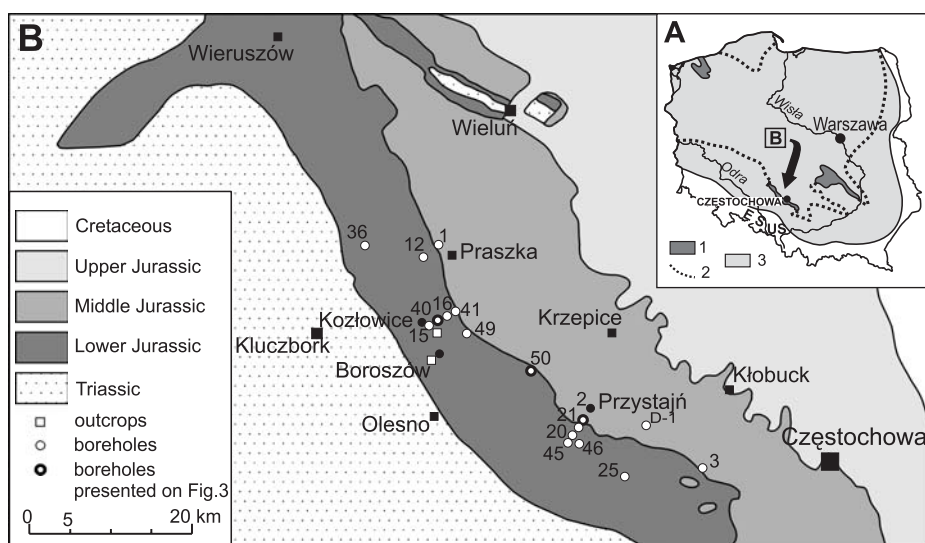 B
Wieruszów
Wieluń
36
12
1
Praszka
40
16
41
Kozłowice
15
49
Kluczbork
Krzepice
Boroszów
50
Kłobuck
2
Przystajń
21
D-1
Olesno
20
Częstochowa
45
46
25
3
Cretaceous
Upper Jurassic
Middle Jurassic
Lower Jurassic
Triassic
outcrops
boreholes
boreholes
presented on Fig.3
0
5
20 km
A
Wisła
Warszawa
B
Odra
CZĘSTOCHOWA
1
2
3